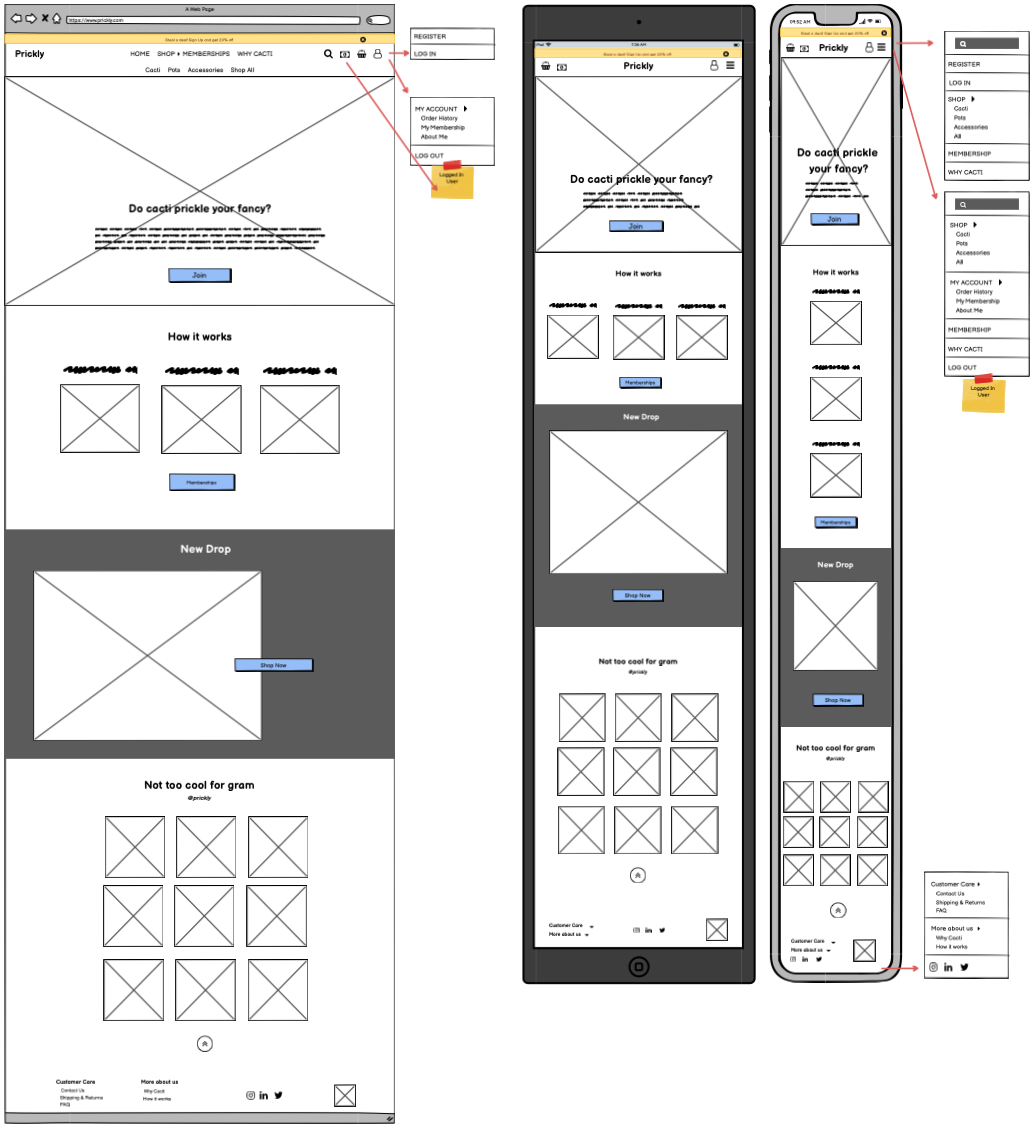 A Web Page
https://www.prickly.com
Steal a deal! Sign Up and get 20% off
Prickly
HOME SHOP MEMBERSHIPS WHY CACTI
Cacti Pots Accessories Shop All
Do cacti prickle your fancy?
Join
How it works
Memberships
New Drop
Shop Now
Not too cool for gram
@prickly
Customer Care
Contact Us
Shipping & Returns
FAQ
More about us
Why Cacti
How it works
REGISTER
LOG IN
MY ACCOUNT
Order History
My Membership
About Me
LOG OUT
Logged In
User
iPad
7:26 AM
Steal a deal! Sign Up and get 20% off
Prickly
Do cacti prickle your fancy?
Join
How it works
Memberships
New Drop
Shop Now
Not too cool for gram
@prickly
Customer Care
More about us
09:52 AM
Steal a deal! Sign Up and get 20% off
Prickly
Do cacti prickle
your fancy?
Join
How it works
Memberships
New Drop
Shop Now
Not too cool for gram
@prickly
Customer Care
More about us
REGISTER
LOG IN
SHOP
Cacti
Pots
Accessories
All
MEMBERSHIP
WHY CACTI
SHOP
Cacti
Pots
Accessories
All
MY ACCOUNT
Order History
My Membership
About Me
MEMBERSHIP
WHY CACTI
LOG OUT
Logged In
User
Customer Care
Contact Us
Shipping & Returns
FAQ
More about us
Why Cacti
How it works